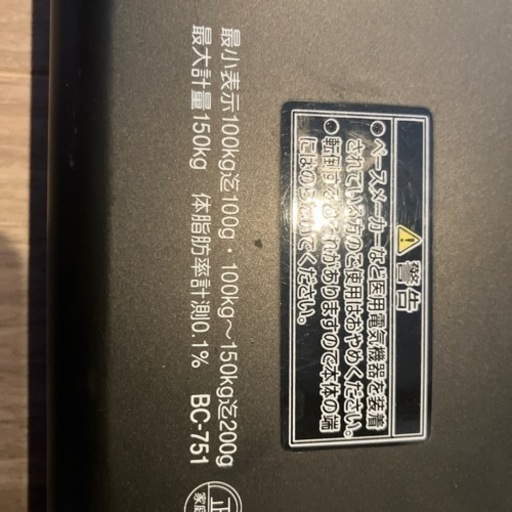 ⚠警告
●ペースメーカーなど医用電気機器を装着
されている方のご使用はおやめください。
●転倒するおそれがありますので本体の端
にはのらないでください。
最小表示100kg迄100g・100kg～150kg迄200g
最大計量150kg 体脂肪率計測0.1% BC-751
正
家庭